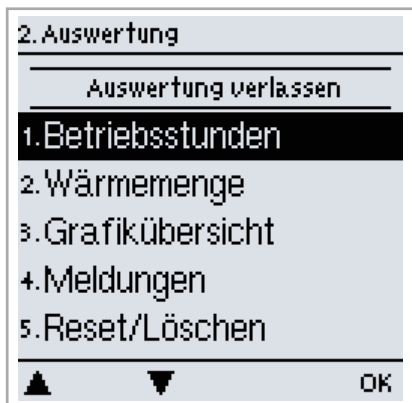 2. Auswertung
Auswertung verlassen
1.Betriebsstunden
2.Wärmemenge
3.Grafikübersicht
4.Meldungen
5.Reset/Löschen
▲ ▼ OK